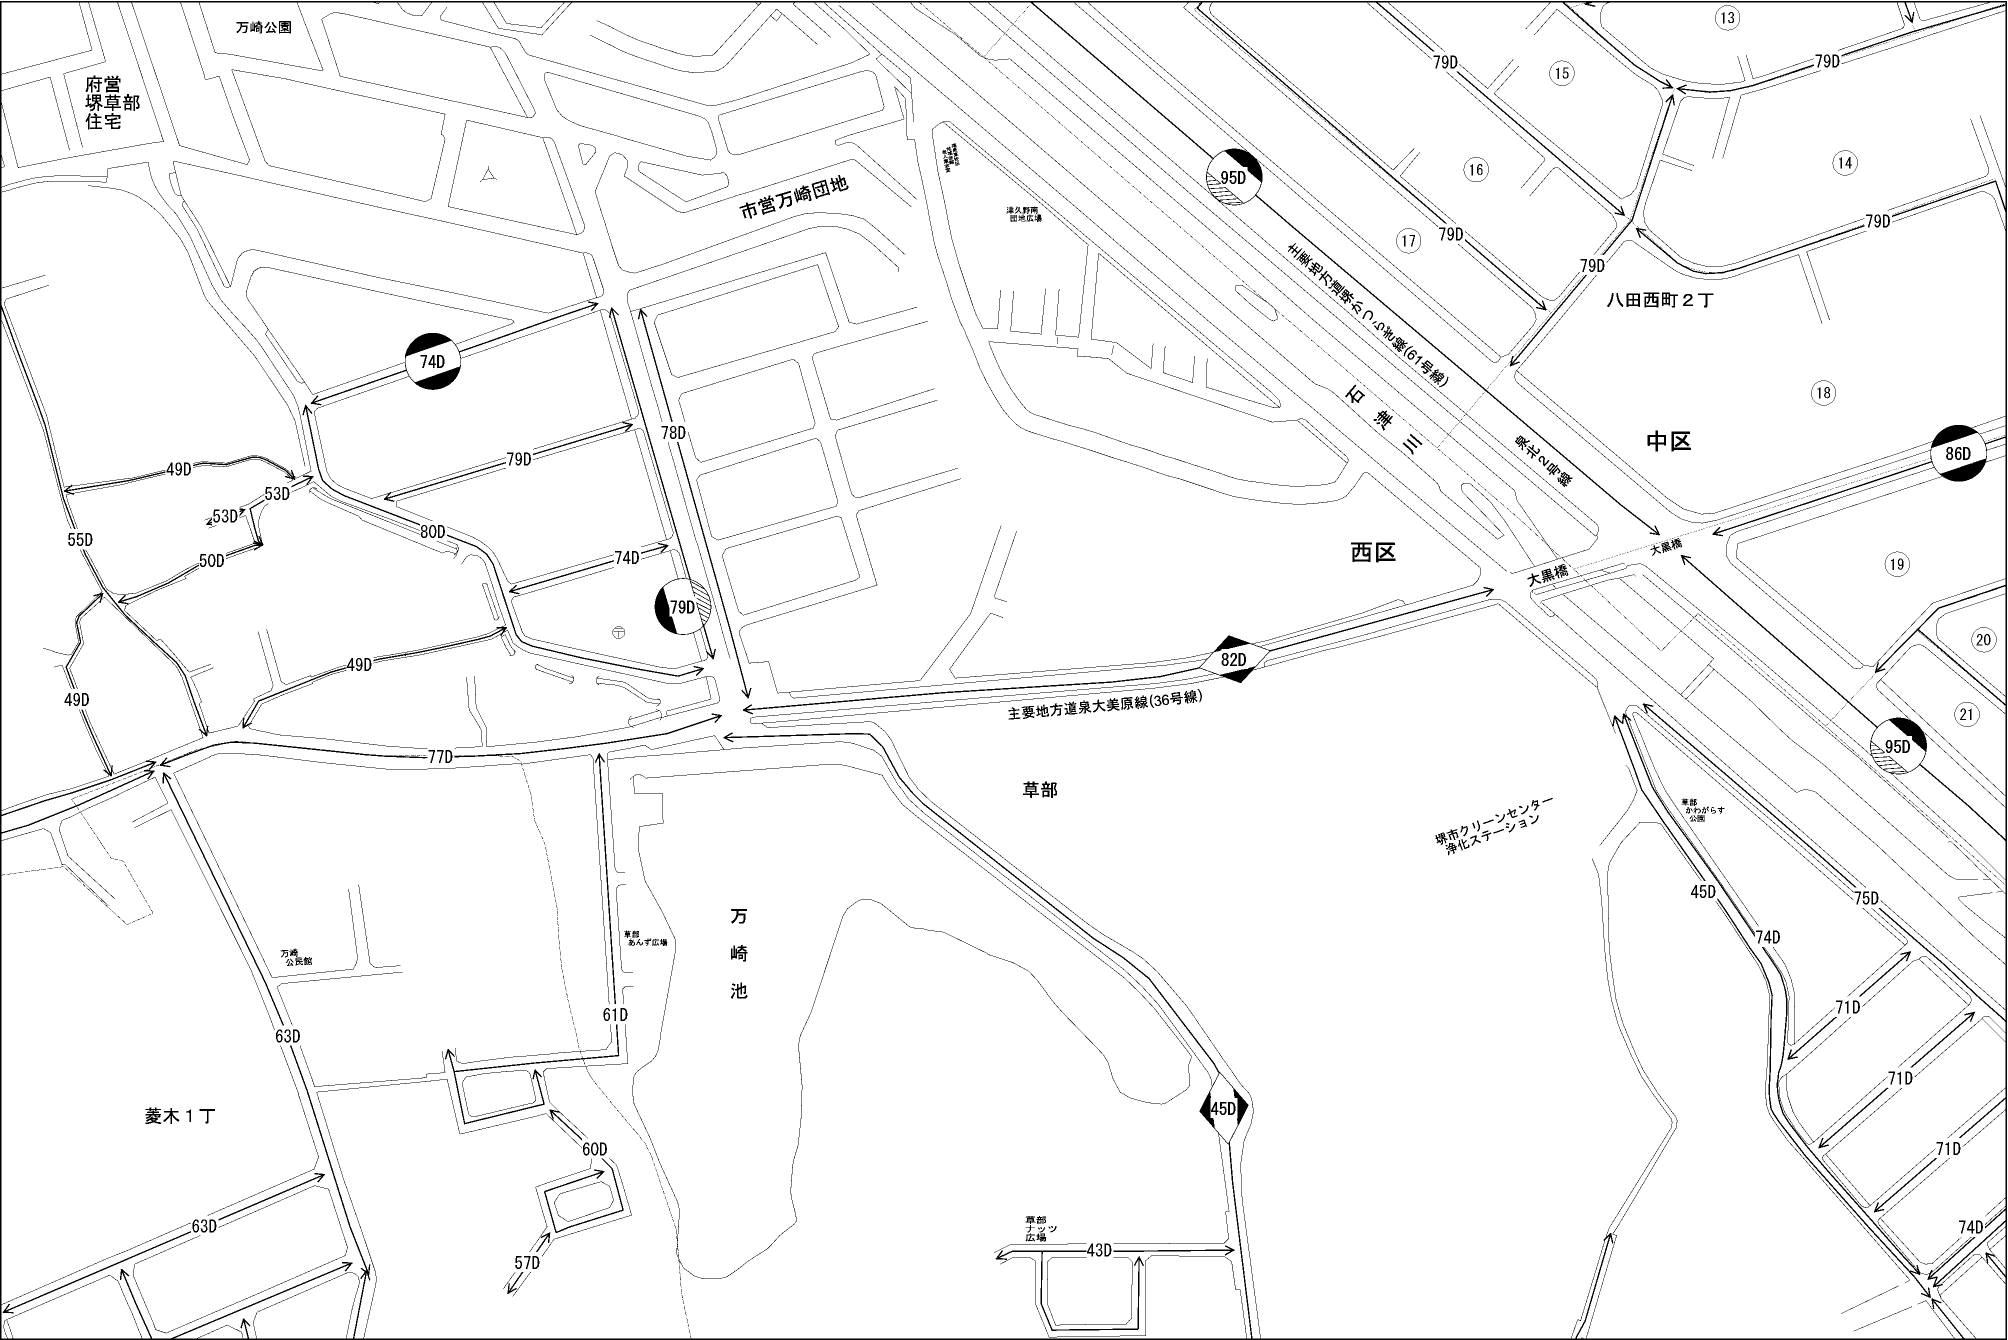 万崎公園
府営
堺草部
住宅
市営万崎団地
津久野南
団地広場
主要地方道堺かつらぎ線(61号線)
石津川
泉北2号線
八田西町2丁
中区
西区
大黒橋
大黒橋
主要地方道泉大美原線(36号線)
草部
堺市クリーンセンター
浄化ステーション
草部
かわがらす
公園
万崎池
草部
あんず広場
万崎
公民館
菱木1丁
草部
ナッツ
広場
13
14
15
16
17
18
19
20
21
79D
79D
79D
79D
79D
79D
95D
86D
74D
78D
79D
80D
74D
79D
49D
53D
53D
50D
55D
49D
49D
77D
82D
95D
45D
75D
74D
71D
71D
71D
74D
63D
61D
60D
57D
63D
45D
43D
〒